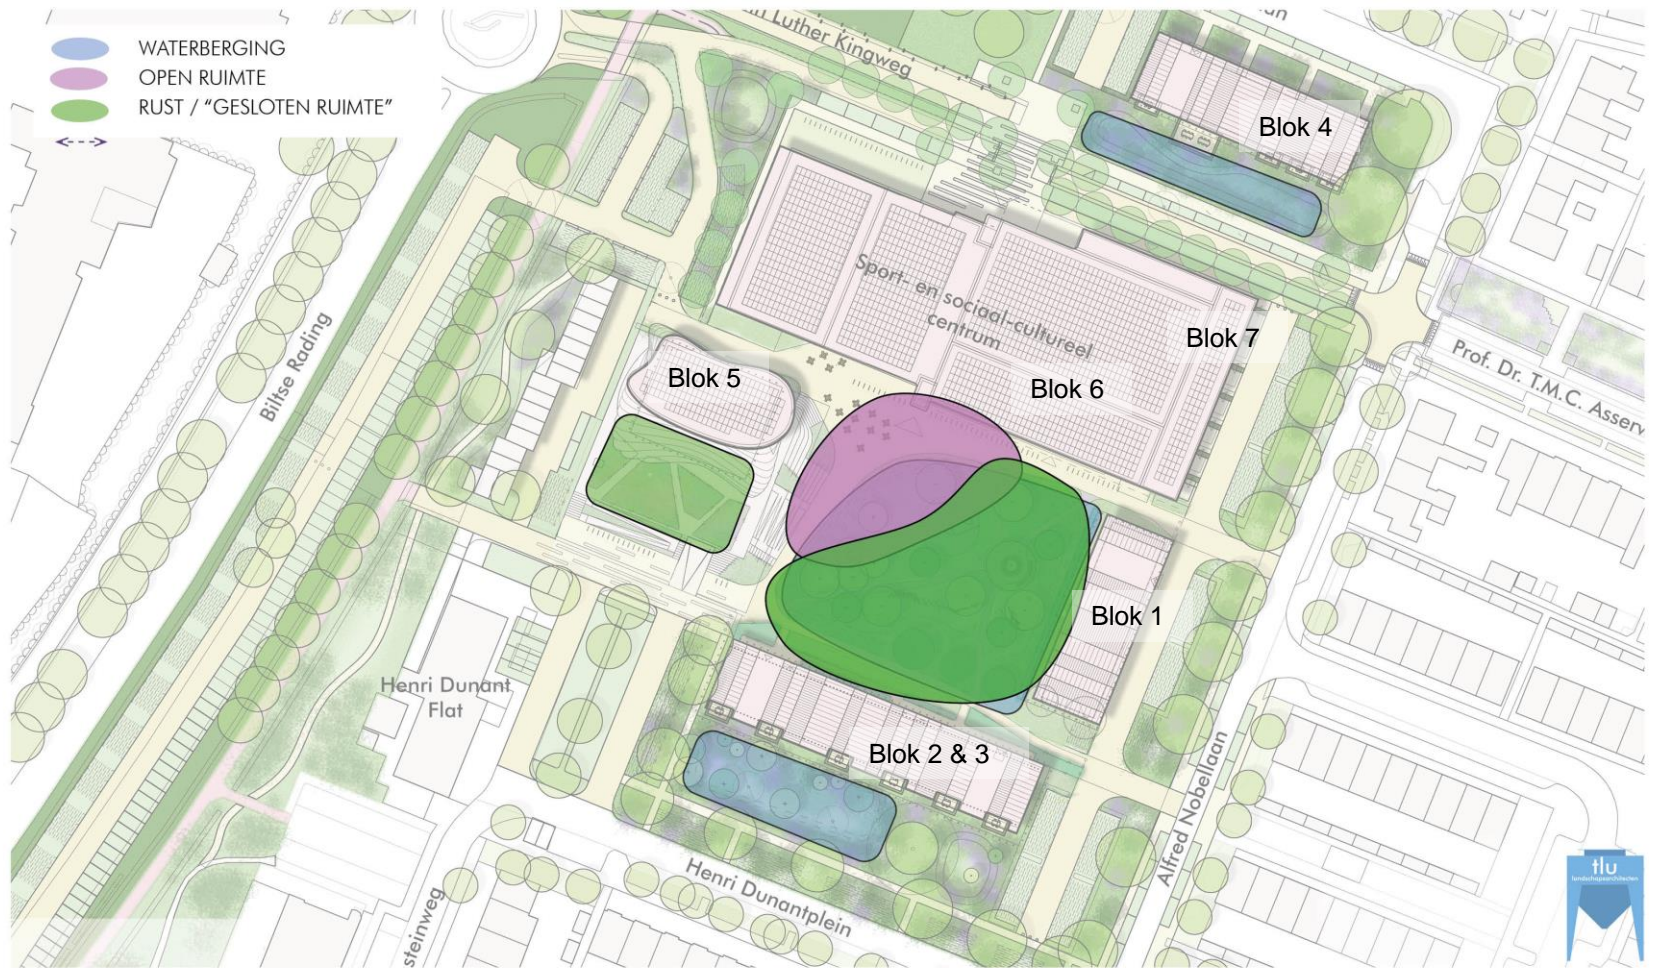 WATERBERGING
OPEN RUIMTE
RUST / “GESLOTEN RUIMTE”
Luther Kingweg
Blok 4
Biltse Rading
Sport- en sociaal-cultureel
centrum
Blok 7
Blok 5
Blok 6
Prof. Dr. T.M.C. Asserw
Blok 1
Henri Dunant
Flat
Blok 2 & 3
Alfred Nobellaan
Henri Dunantplein
steinweg
tlu
landschapsarchitecten